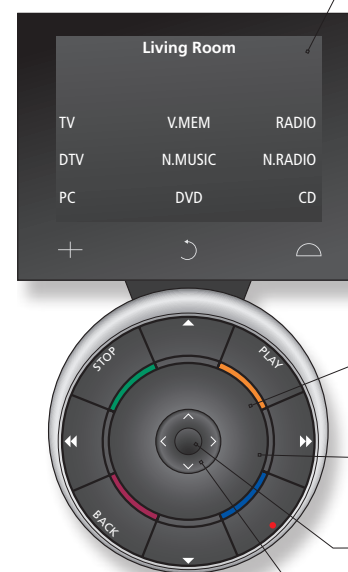 Living Room
TV V.MEM RADIO
DTV N.MUSIC N.RADIO
PC DVD CD
STOP PLAY
BACK